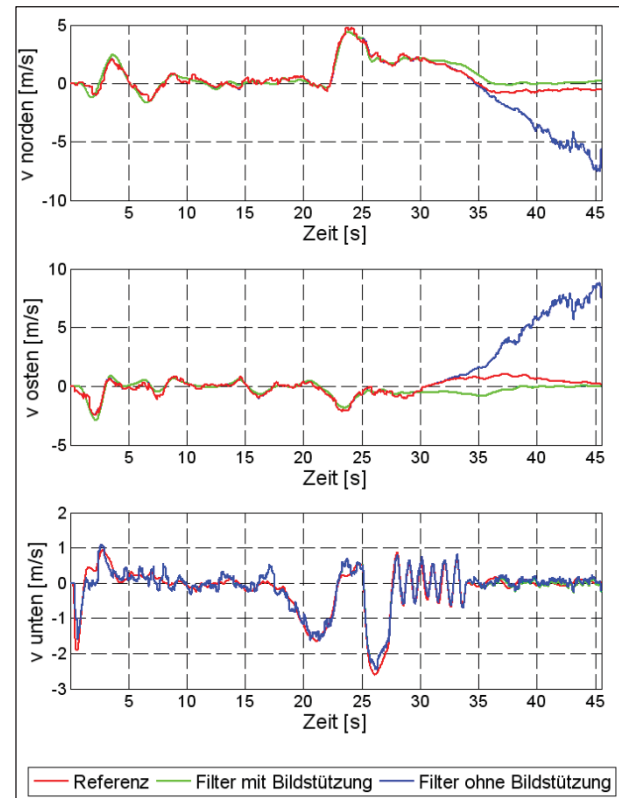 v norden [m/s]
5
0
-5
-10
5 10 15 20 25 30 35 40 45
Zeit [s]
v osten [m/s]
10
5
0
-5
5 10 15 20 25 30 35 40 45
Zeit [s]
v unten [m/s]
2
1
0
-1
-2
-3
5 10 15 20 25 30 35 40 45
Zeit [s]
Referenz Filter mit Bildstützung Filter ohne Bildstützung